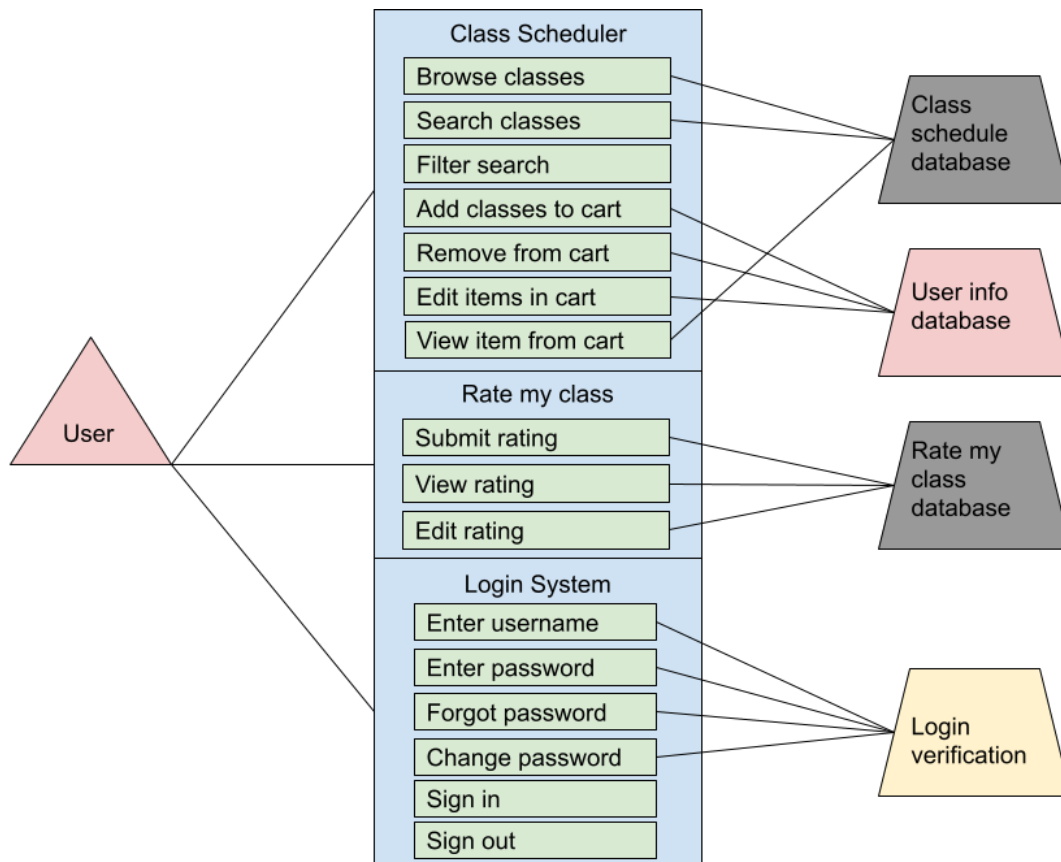 Class Scheduler
Browse classes
Search classes
Filter search
Add classes to cart
Remove from cart
Edit items in cart
View item from cart
Rate my class
Submit rating
View rating
Edit rating
Login System
Enter username
Enter password
Forgot password
Change password
Sign in
Sign out
User
Class
schedule
database
User info
database
Rate my
class
database
Login
verification